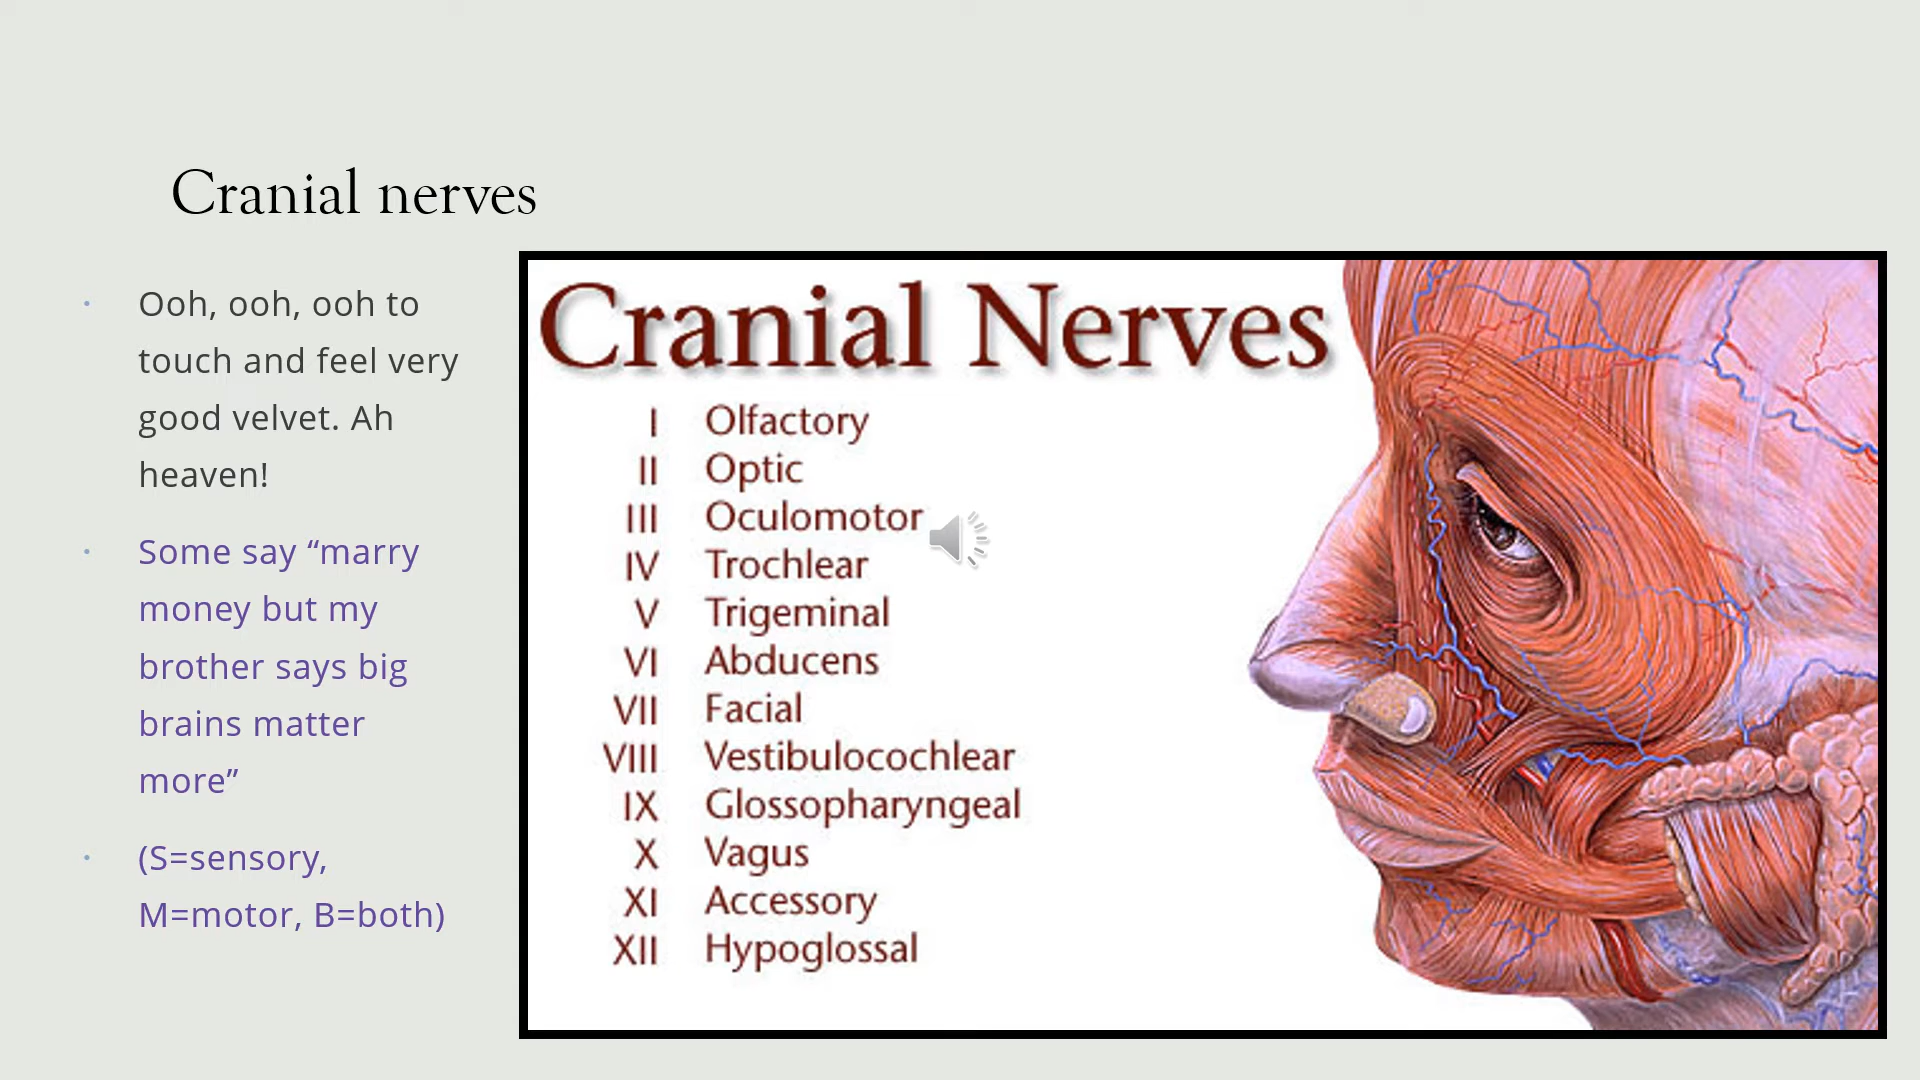 Cranial nerves
· Ooh, ooh, ooh to
touch and feel very
good velvet. Ah
heaven!
· Some say “marry
money but my
brother says big
brains matter
more”
· (S=sensory,
M=motor, B=both)
Cranial Nerves
I Olfactory
II Optic
III Oculomotor
IV Trochlear
V Trigeminal
VI Abducens
VII Facial
VIII Vestibulocochlear
IX Glossopharyngeal
X Vagus
XI Accessory
XII Hypoglossal